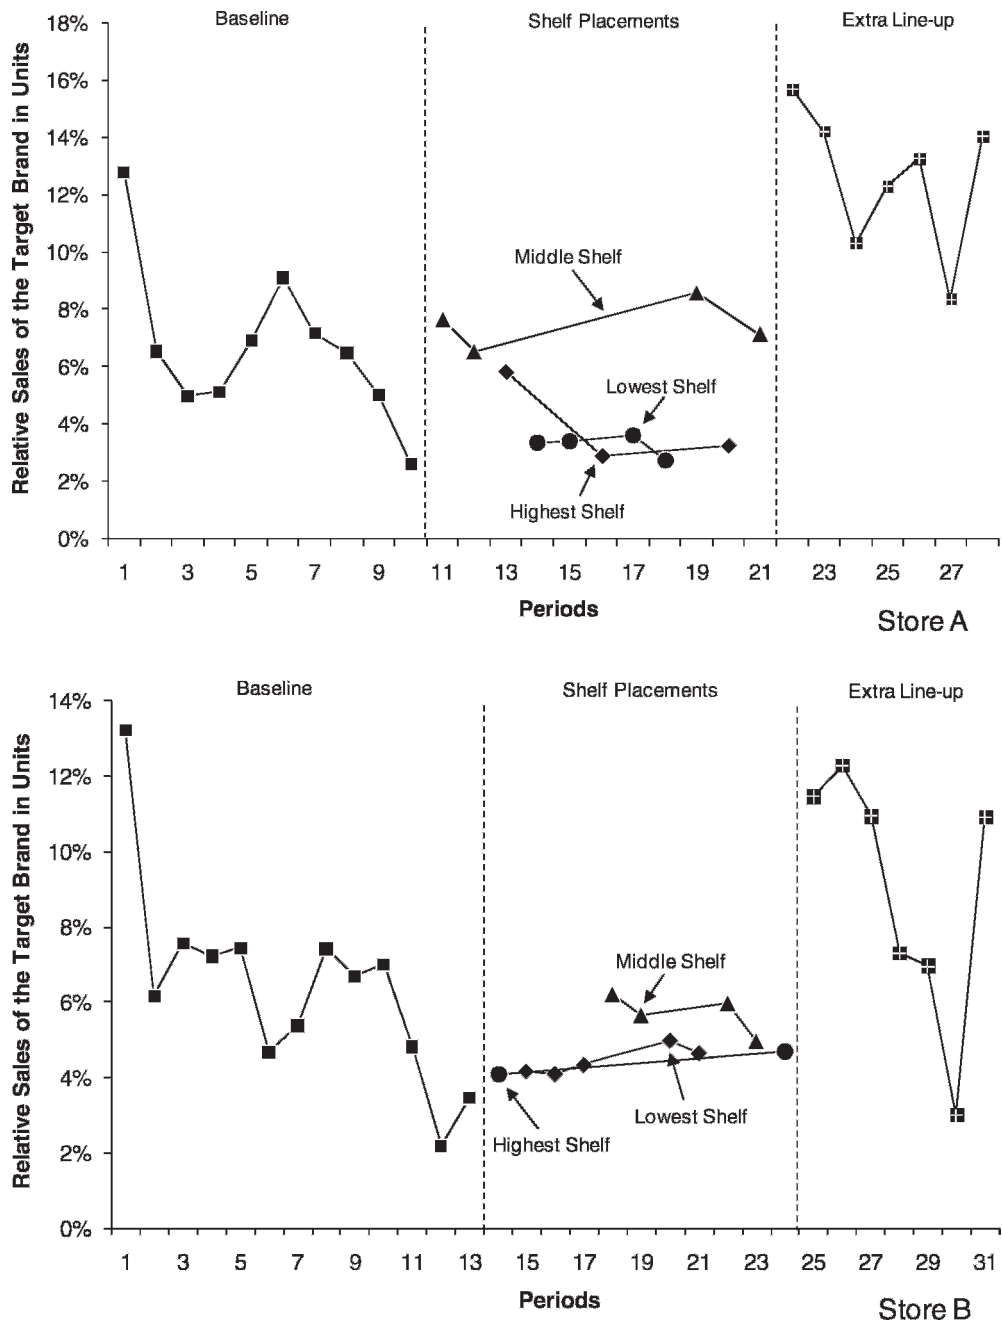 Baseline
Shelf Placements
Extra Line-up
18%
16%
14%
12%
10%
8%
6%
4%
2%
0%
Relative Sales of the Target Brand in Units
Middle Shelf
Lowest Shelf
Highest Shelf
1 3 5 7 9 11 13 15 17 19 21 23 25 27
Periods
Store A
Baseline
Shelf Placements
Extra Line-up
14%
12%
10%
8%
6%
4%
2%
0%
Relative Sales of the Target Brand in Units
Middle Shelf
Lowest Shelf
Highest Shelf
1 3 5 7 9 11 13 15 17 19 21 23 25 27 29 31
Periods
Store B